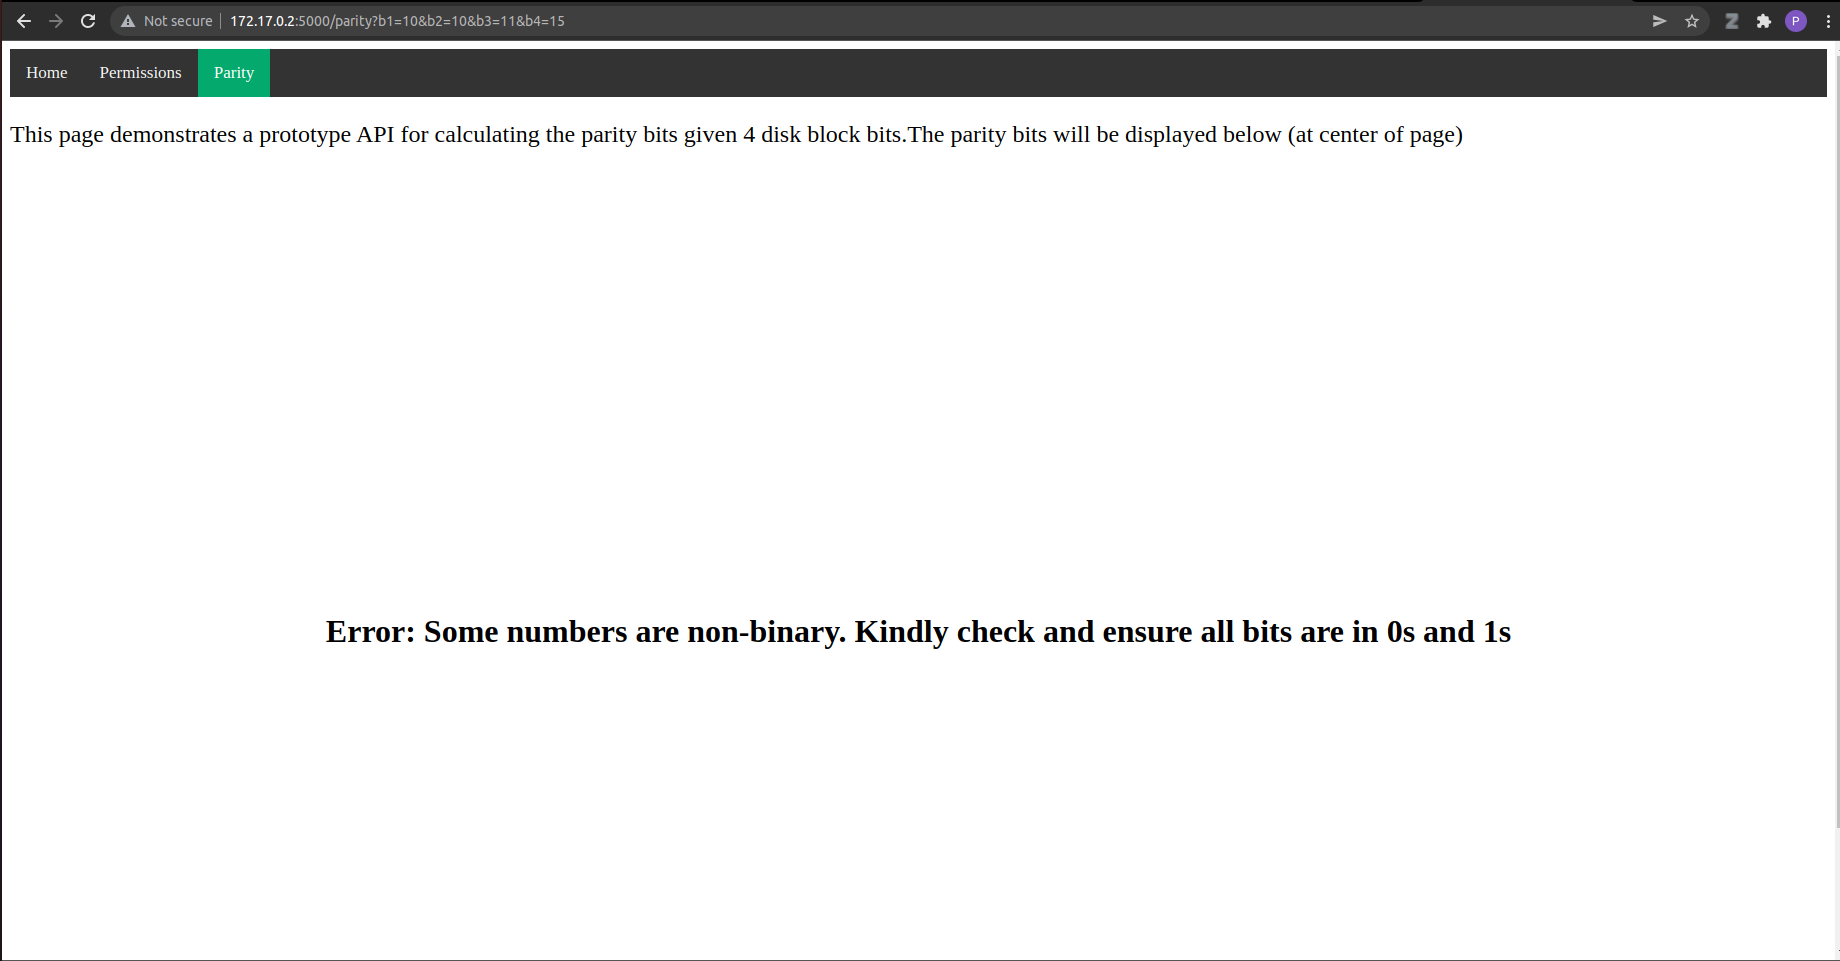 Not secure 172.17.0.2:5000/parity?b1=10&b2=10&b3=11&b4=15 Z P
Home Permissions Parity
This page demonstrates a prototype API for calculating the parity bits given 4 disk block bits.The parity bits will be displayed below (at center of page)
Error: Some numbers are non-binary. Kindly check and ensure all bits are in 0s and 1s